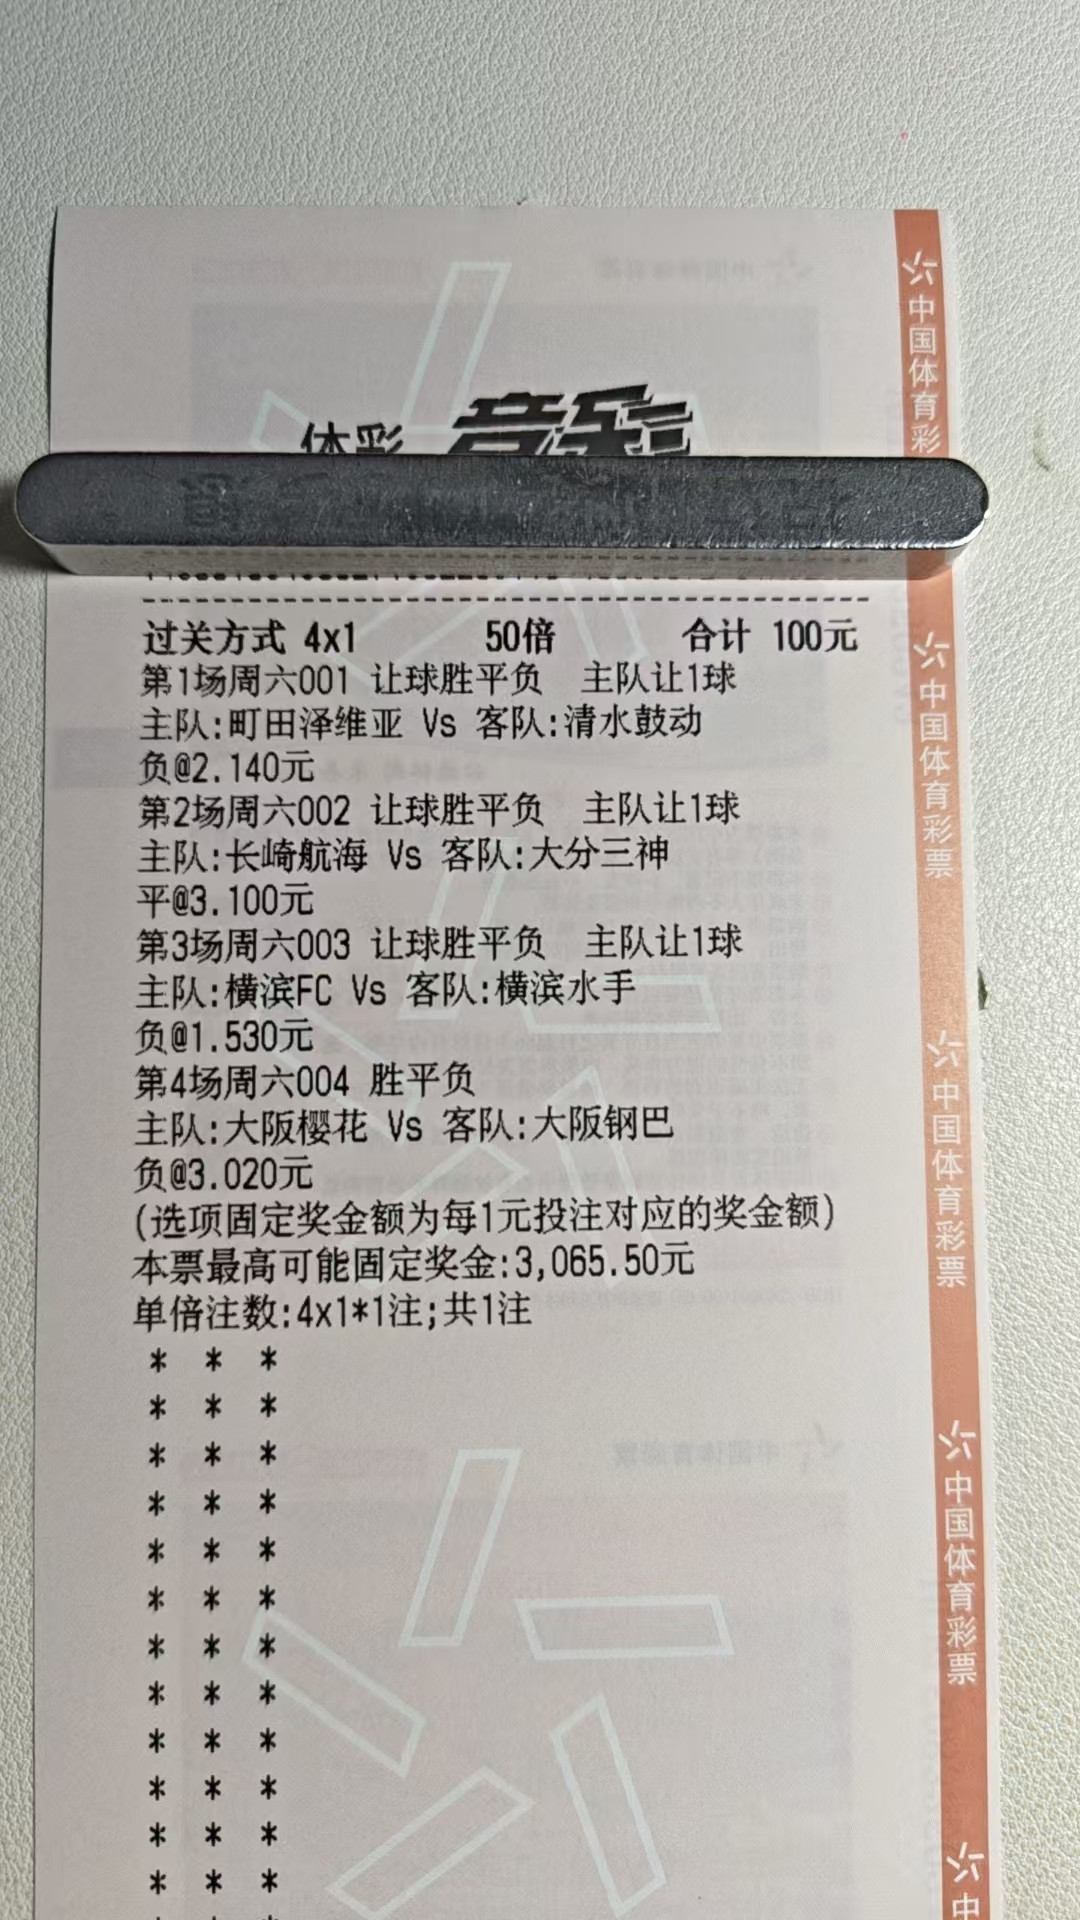 体彩 竞彩
过关方式 4x1 50倍 合计 100元
第1场周六001 让球胜平负 主队让1球
主队:町田泽维亚 Vs 客队:清水鼓动
负@2.140元
第2场周六002 让球胜平负 主队让1球
主队:长崎航海 Vs 客队:大分三神
平@3.100元
第3场周六003 让球胜平负 主队让1球
主队:横滨FC Vs 客队:横滨水手
负@1.530元
第4场周六004 胜平负
主队:大阪樱花 Vs 客队:大阪钢巴
负@3.020元
(选项固定奖金额为每1元投注对应的奖金额)
本票最高可能固定奖金:3,065.50元
单倍注数:4x1*1注;共1注
* * *
* * *
* * *
* * *
* * *
* * *
* * *
* * *
* * *
* * *
* * *
* * *
中国体育彩
中国体育彩票
中国体育彩票
中国体育彩票
中